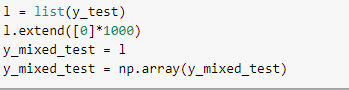 l = list(y_test)
l.extend([0]*1000)
y_mixed_test = l
y_mixed_test = np.array(y_mixed_test)